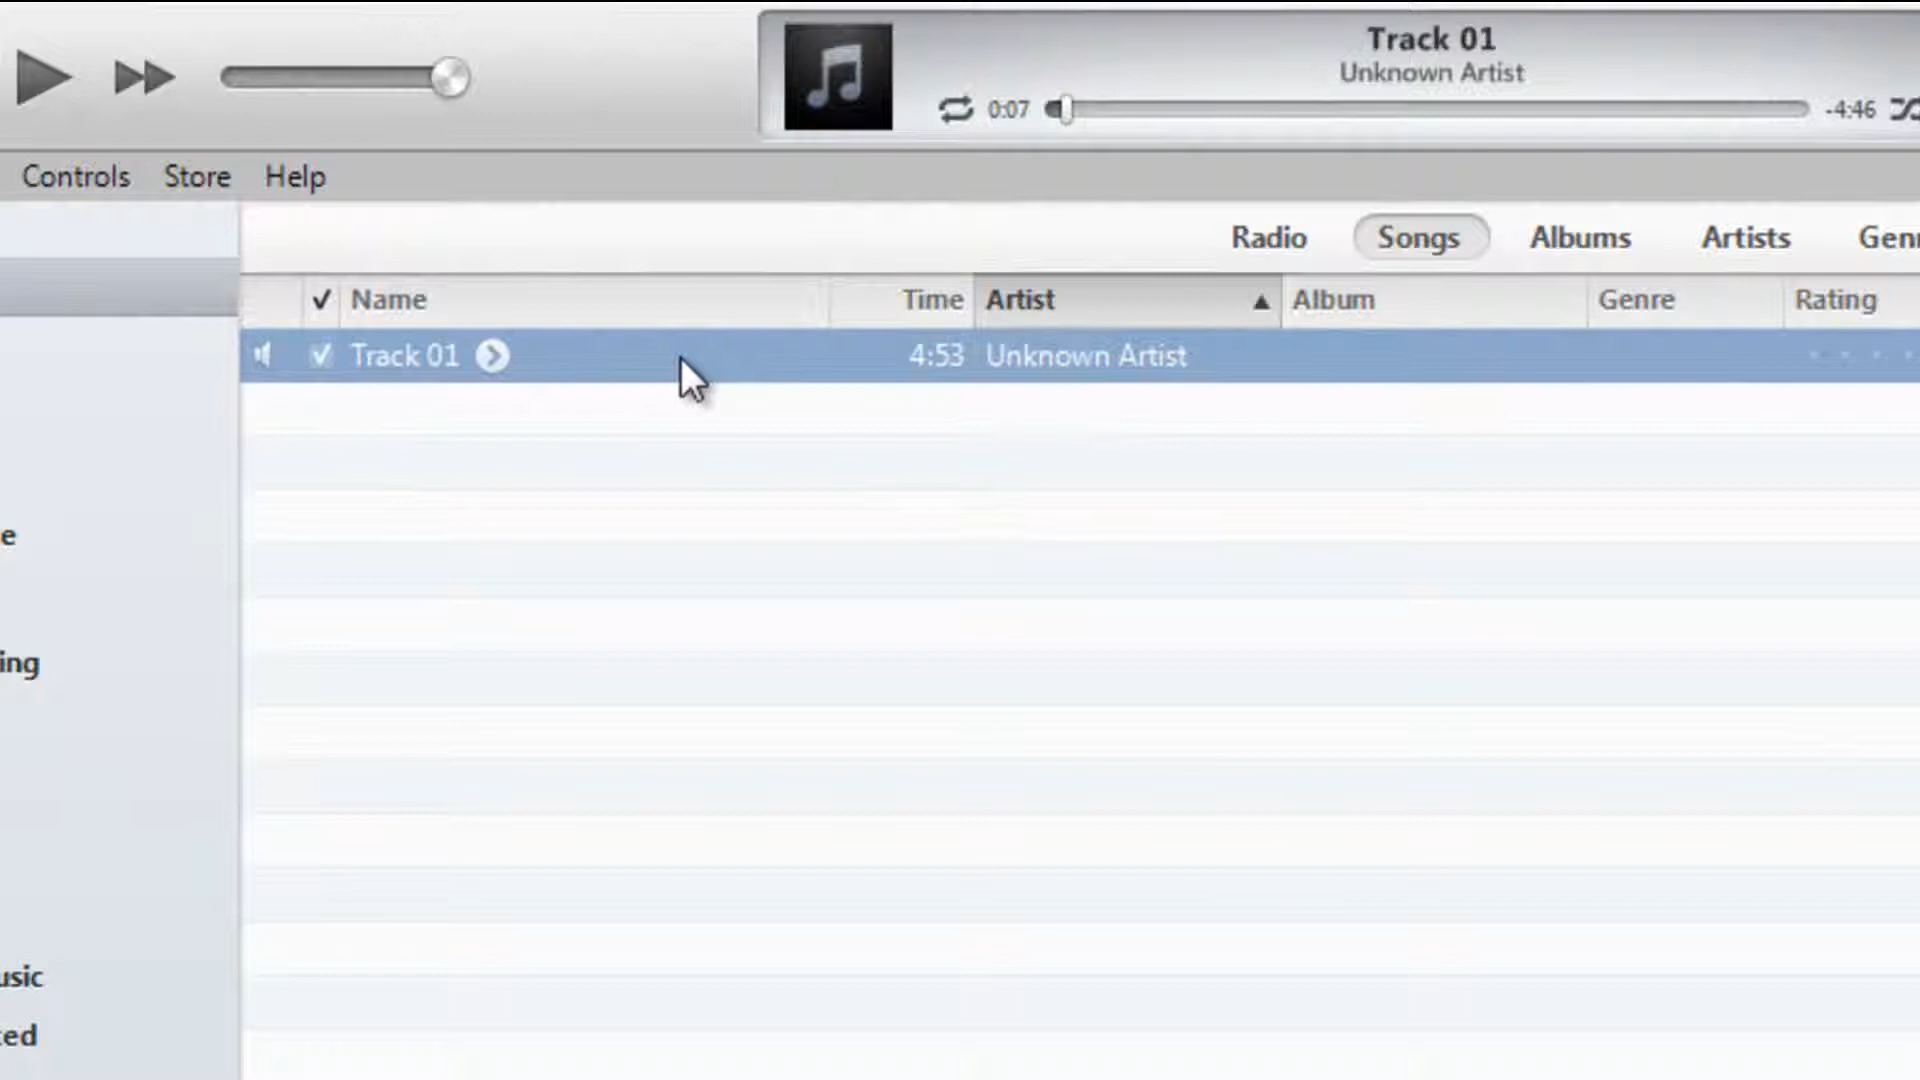 Track 01
Unknown Artist
0:07 -4:46
Controls Store Help
Radio Songs Albums Artists
✓ Name Time Artist ▲ Album Genre Rating
Track 01 4:53 Unknown Artist